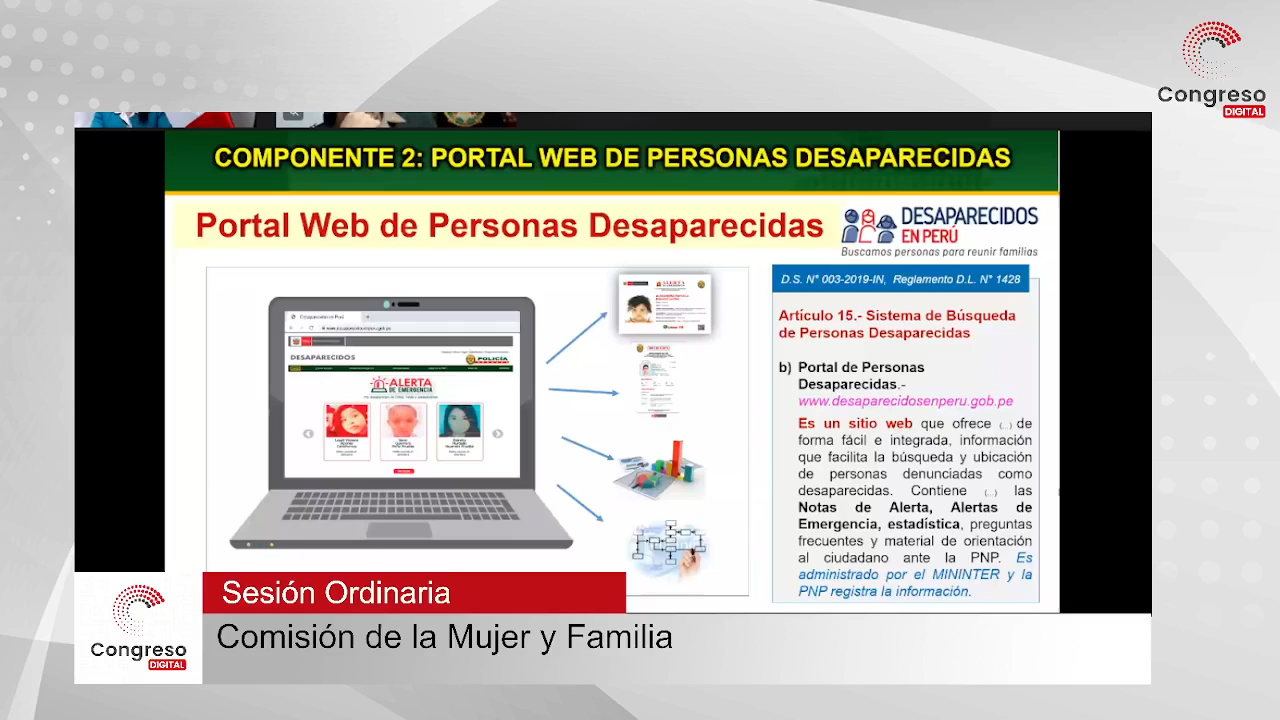 Congreso
DIGITAL
COMPONENTE 2: PORTAL WEB DE PERSONAS DESAPARECIDAS
Portal Web de Personas Desaparecidas
DESAPARECIDOS
EN PERÚ
Buscamos personas para reunir familias
D.S. N° 003-2019-IN, Reglamento D.L. N° 1428
Artículo 15.- Sistema de Búsqueda
de Personas Desaparecidas
b) Portal de Personas
Desaparecidas.-
www.desaparecidosenperu.gob.pe
Es un sitio web que ofrece (...) de
forma fácil e integrada, información
que facilita la búsqueda y ubicación
de personas denunciadas como
desaparecidas. Contiene (...) las
Notas de Alerta, Alertas de
Emergencia, estadística, preguntas
frecuentes y material de orientación
al ciudadano ante la PNP. Es
administrado por el MININTER y la
PNP registra la información.
DESAPARECIDOS
POLICÍA
ALERTA
DE EMERGENCIA
ALERTA
Sesión Ordinaria
Comisión de la Mujer y Familia
Congreso
DIGITAL